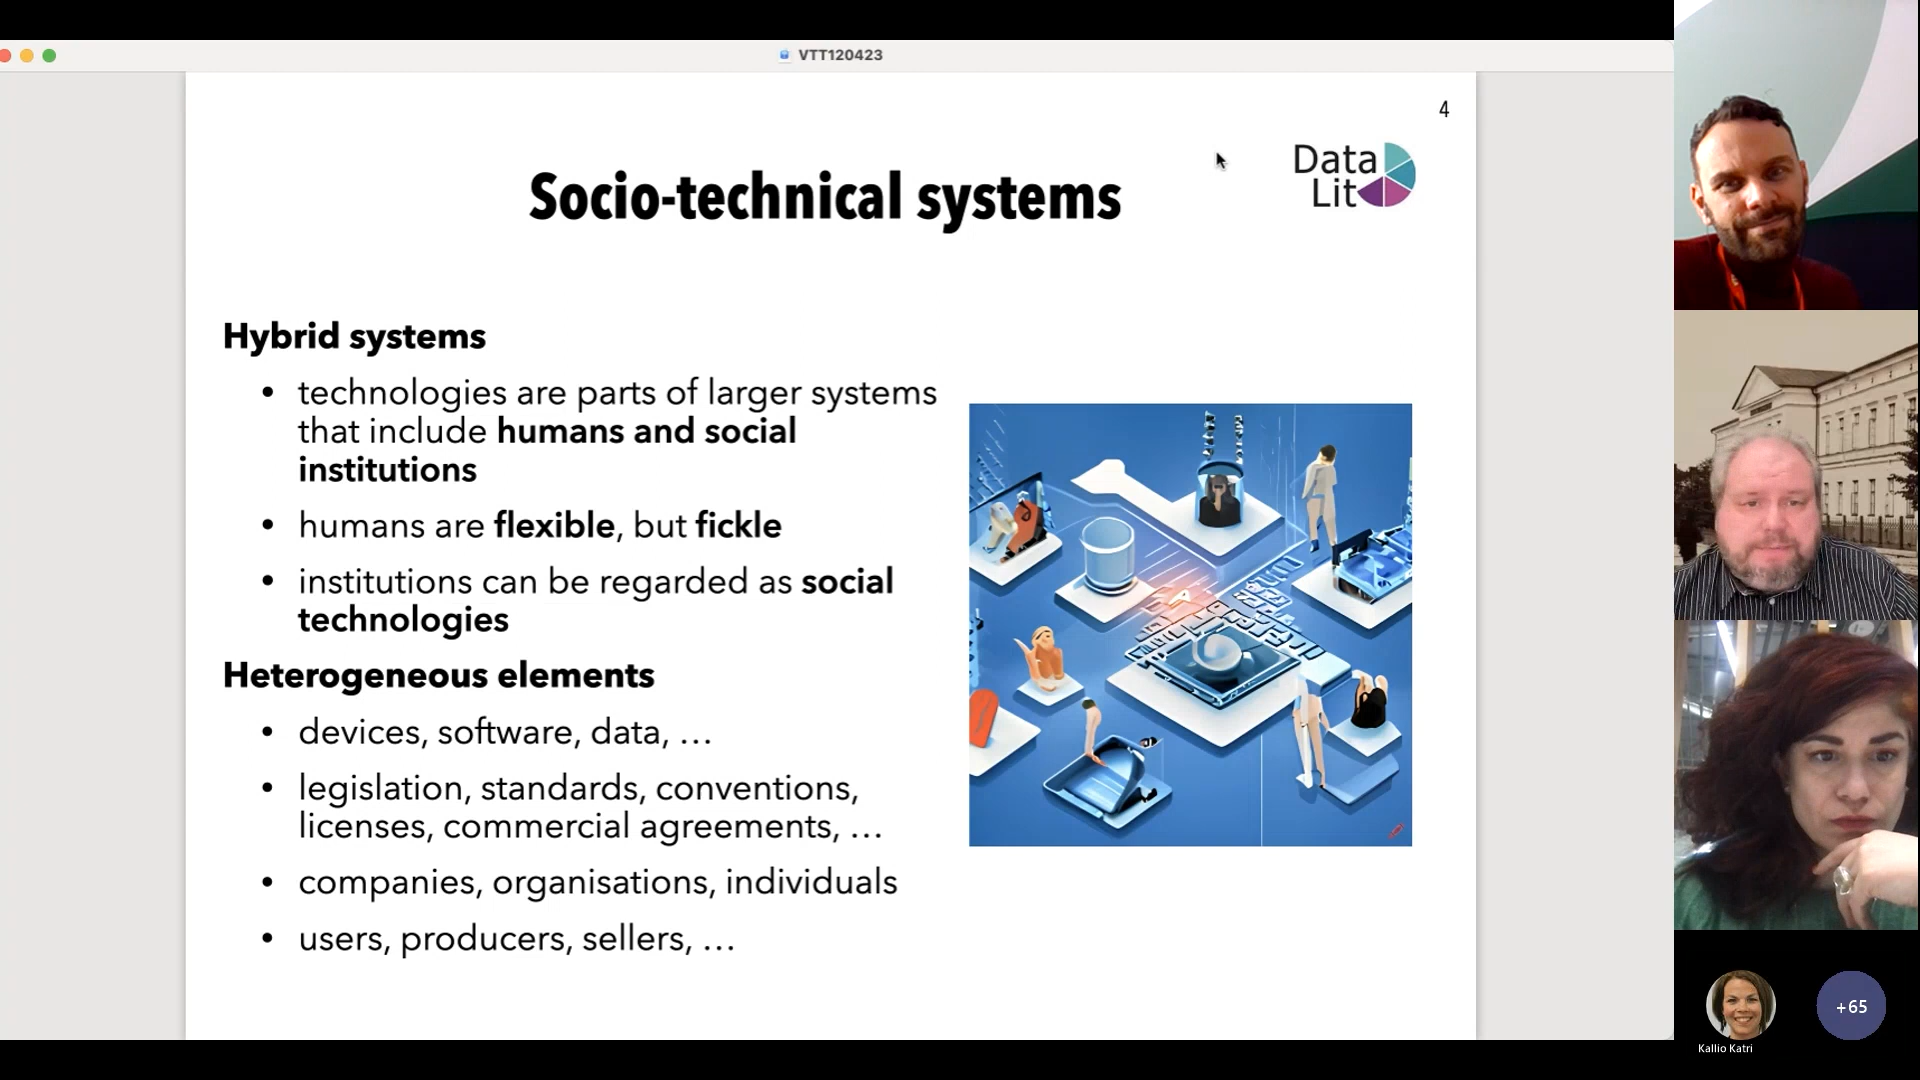 VTT120423
4
Data
Lit
Socio-technical systems
Hybrid systems
• technologies are parts of larger systems
that include humans and social
institutions
• humans are flexible, but fickle
• institutions can be regarded as social
technologies
Heterogeneous elements
• devices, software, data, …
• legislation, standards, conventions,
licenses, commercial agreements, …
• companies, organisations, individuals
• users, producers, sellers, …
+65
Kallio Katri